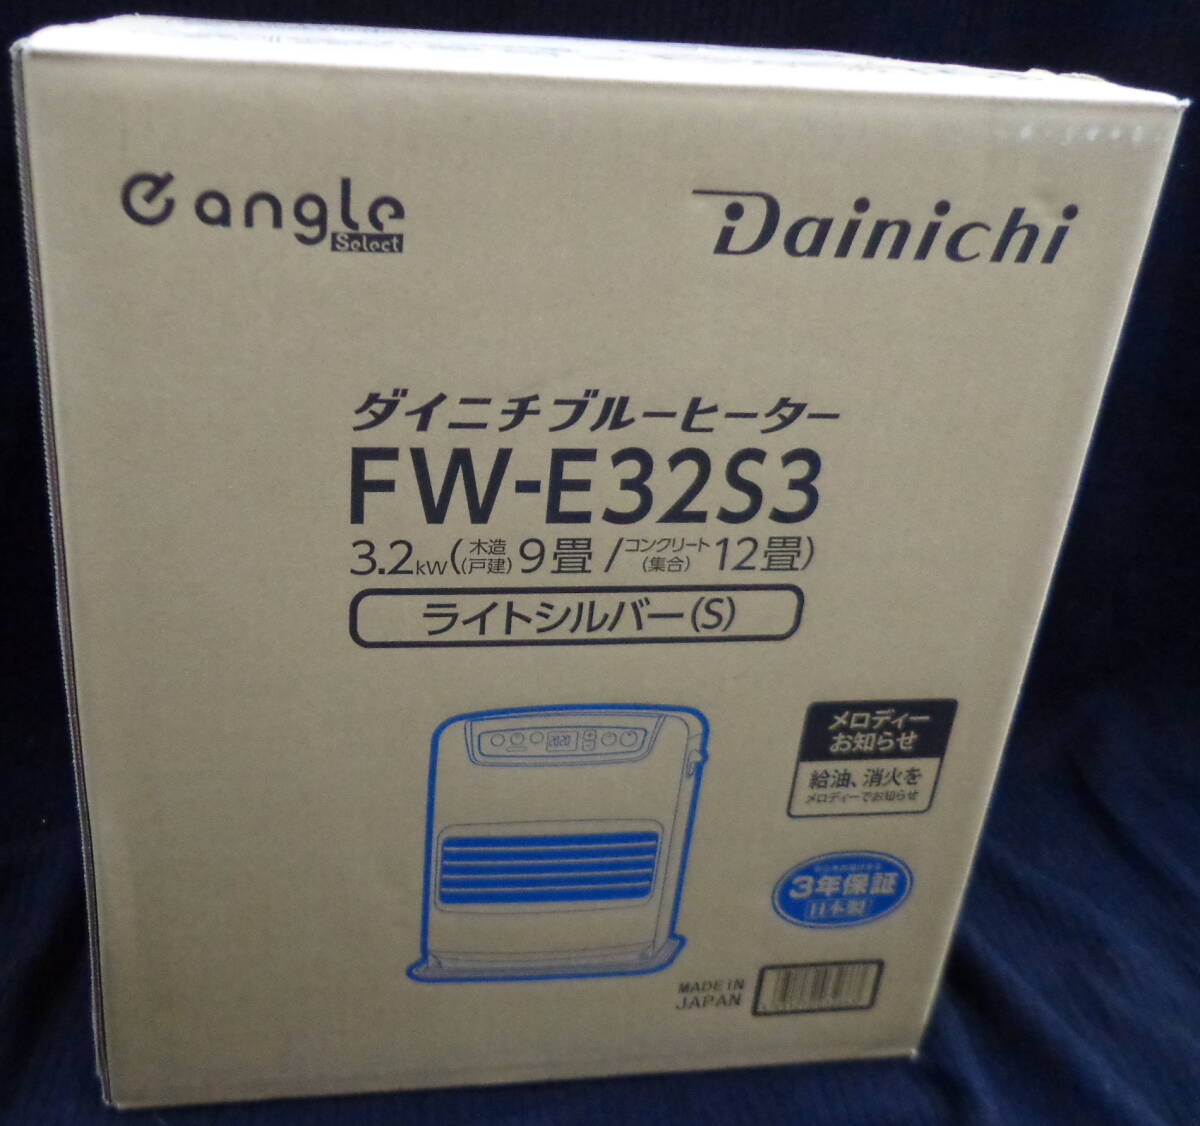 e angle
Select
Dainichi
ダイニチブルーヒーター
FW-E32S3
3.2kW(木造(戸建)9畳/コンクリート(集合)12畳)
ライトシルバー(S)
2020
メロディー
お知らせ
給油、消火を
メロディーでお知らせ
3年保証
日本製
MADE IN
JAPAN